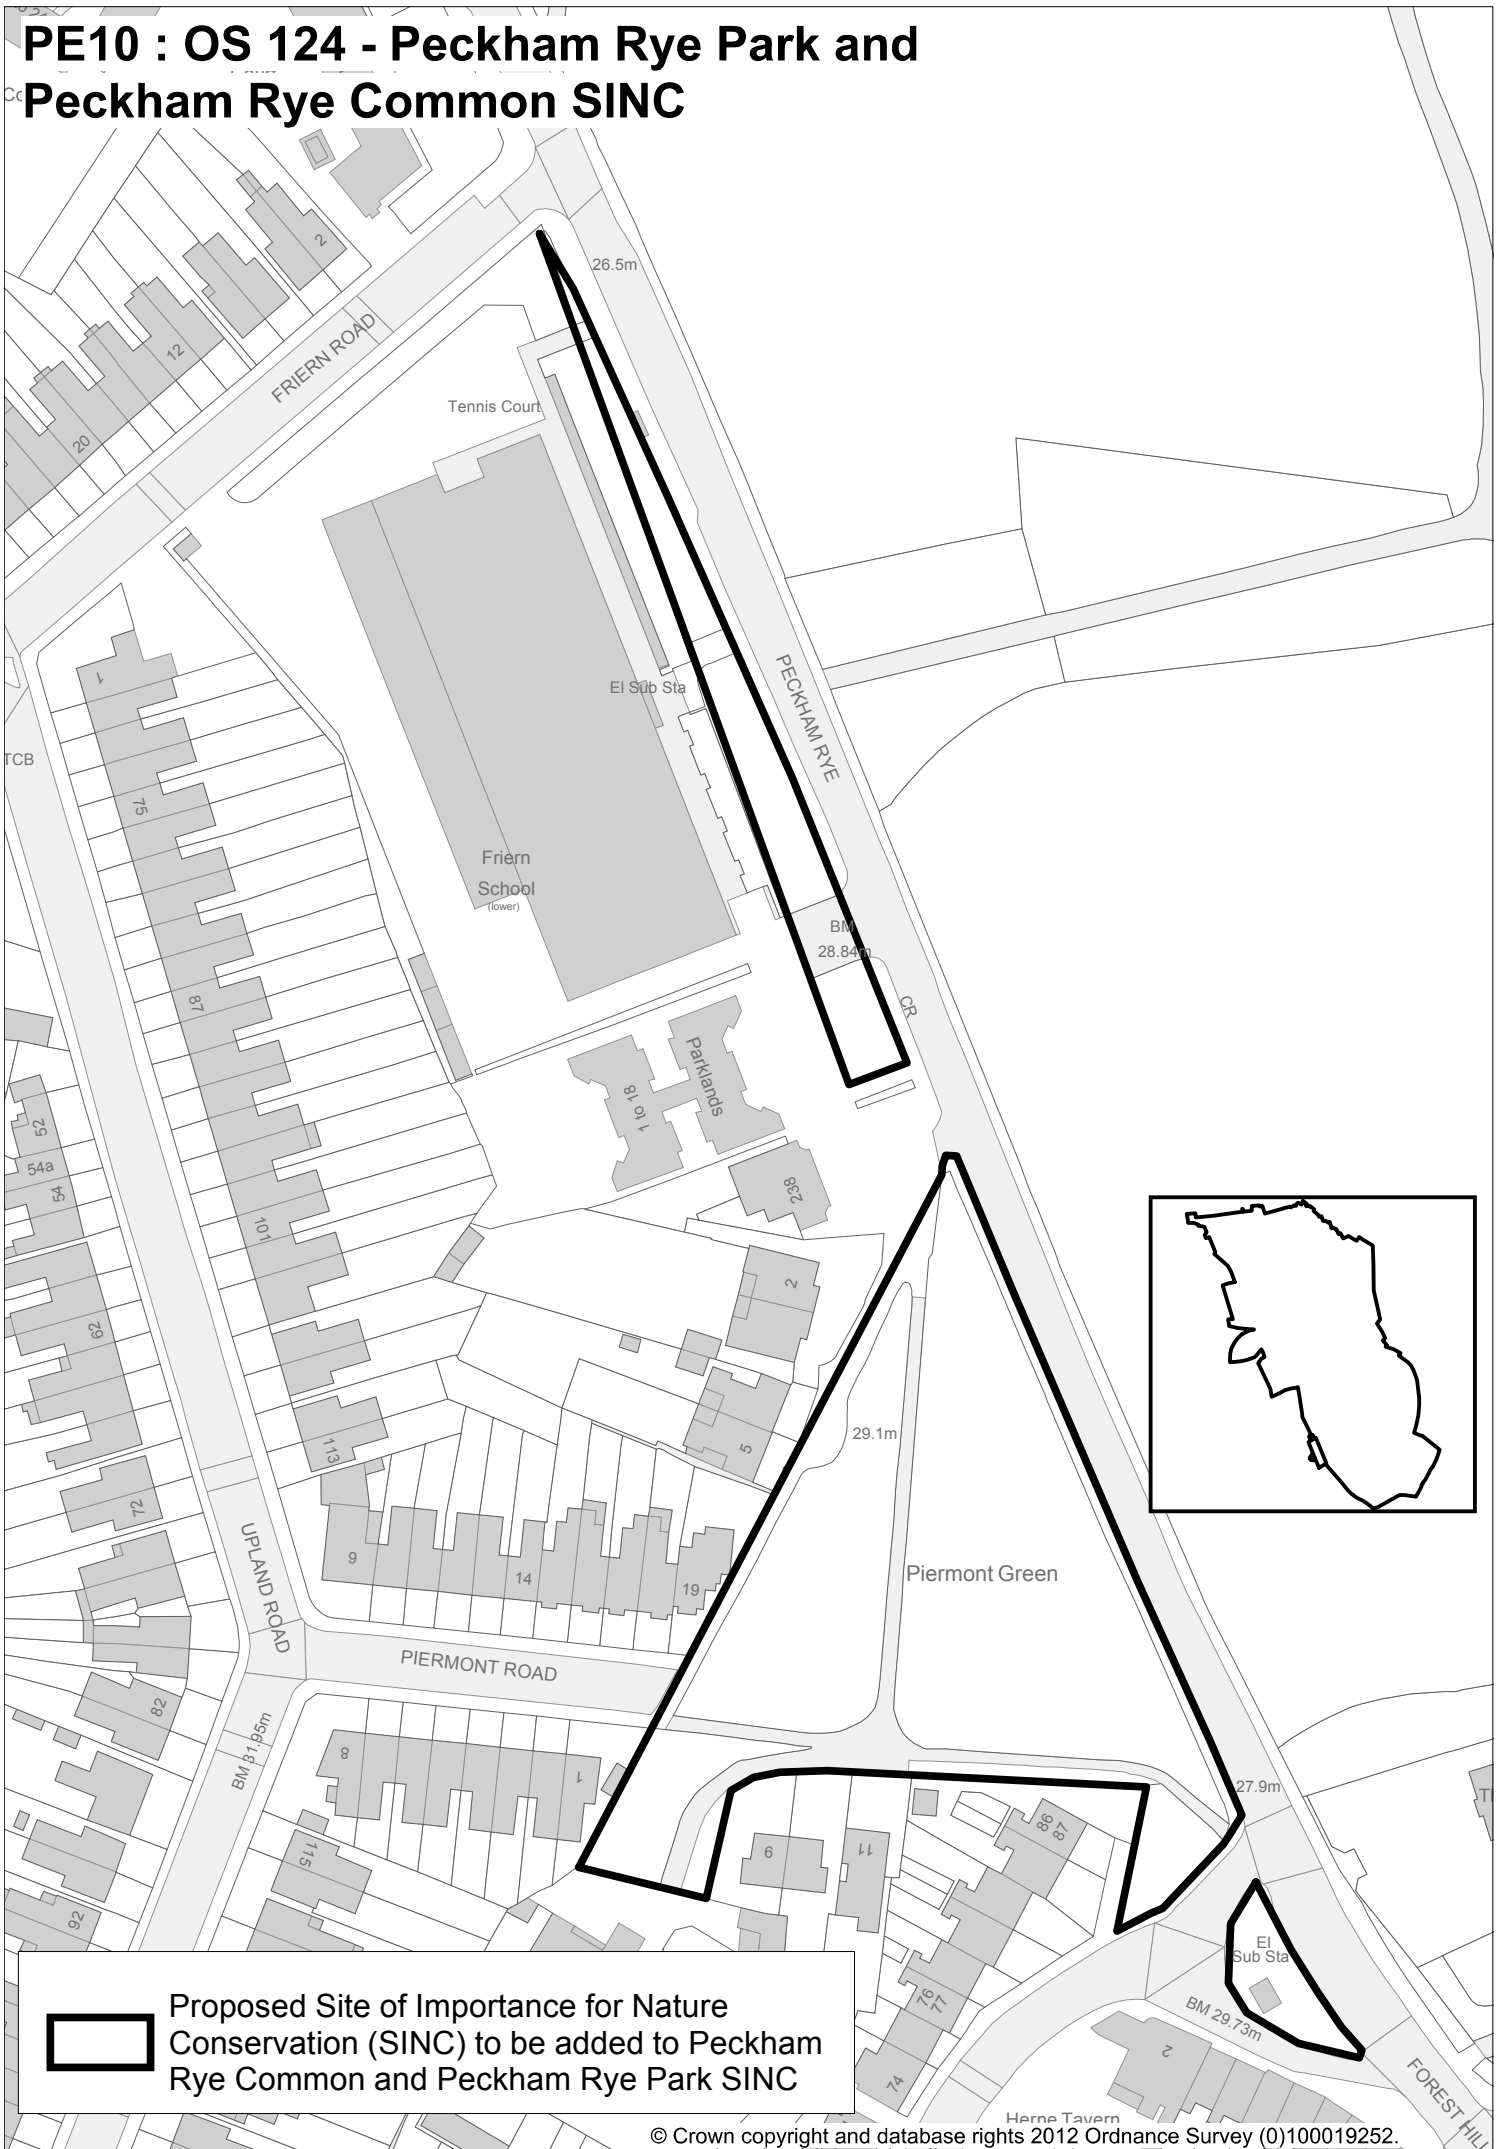 PE10 : OS 124 - Peckham Rye Park and
Peckham Rye Common SINC
2
26.5m
12
FRIERN ROAD
Tennis Court
20
PECKHAM RYE
1
El Sub Sta
TCB
75
Friern
School
(lower)
BM
28.84m
87
CR
Parklands
1 to 18
52
54a
54
238
101
2
62
29.1m
113
5
72
9
14
19
Piermont Green
UPLAND ROAD
PIERMONT ROAD
82
BM 31.95m
8
1
27.9m
86
87
115
9
11
92
El
Sub Sta
76
77
BM 29.73m
2
74
FOREST HILL
Herne Tavern
Proposed Site of Importance for Nature
Conservation (SINC) to be added to Peckham
Rye Common and Peckham Rye Park SINC
© Crown copyright and database rights 2012 Ordnance Survey (0)100019252.